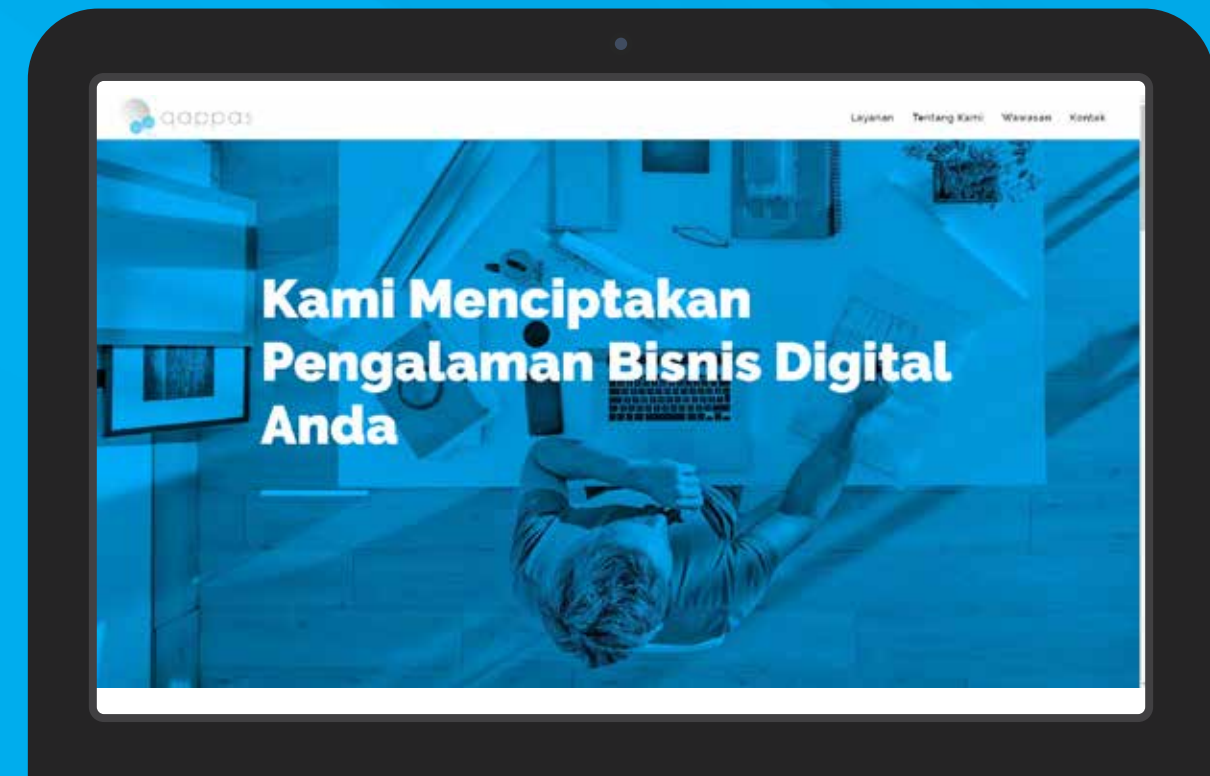 qappas
Layanan Tentang Kami Wawasan Kontak
Kami Menciptakan
Pengalaman Bisnis Digital
Anda